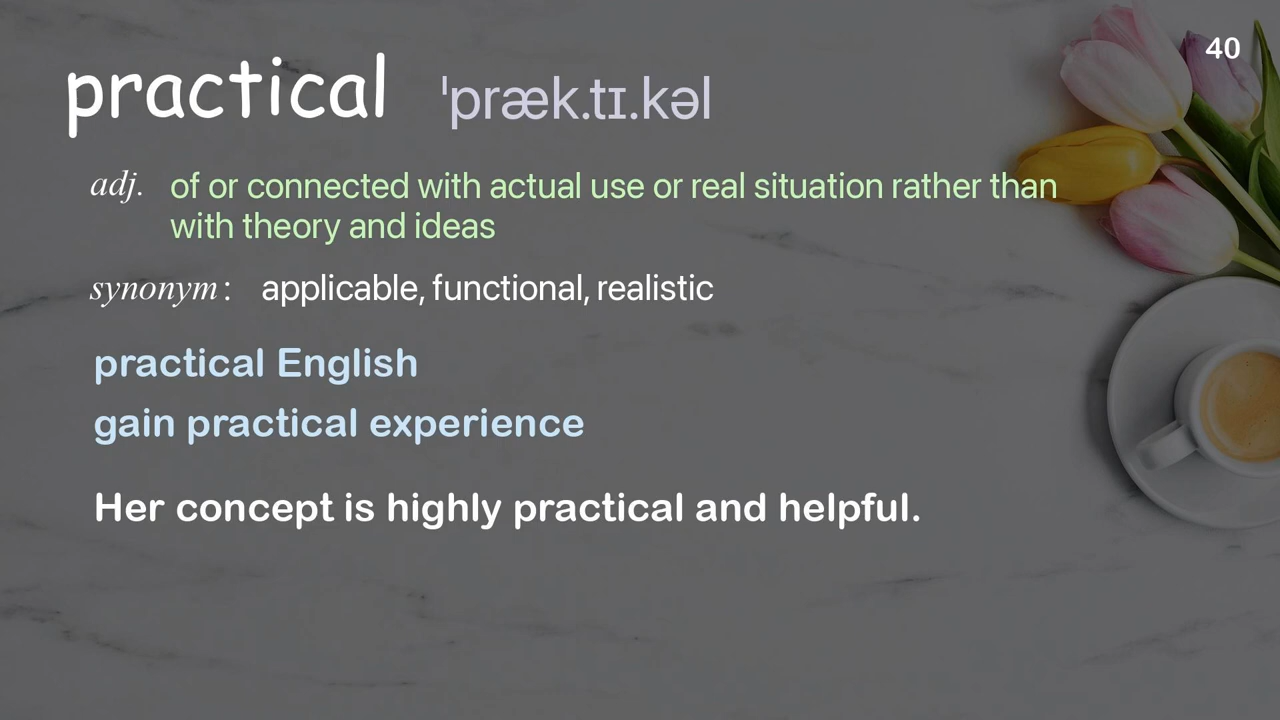 40
practical ˈpræk.tɪ.kəl
adj. of or connected with actual use or real situation rather than
with theory and ideas
synonym : applicable, functional, realistic
practical English
gain practical experience
Her concept is highly practical and helpful.